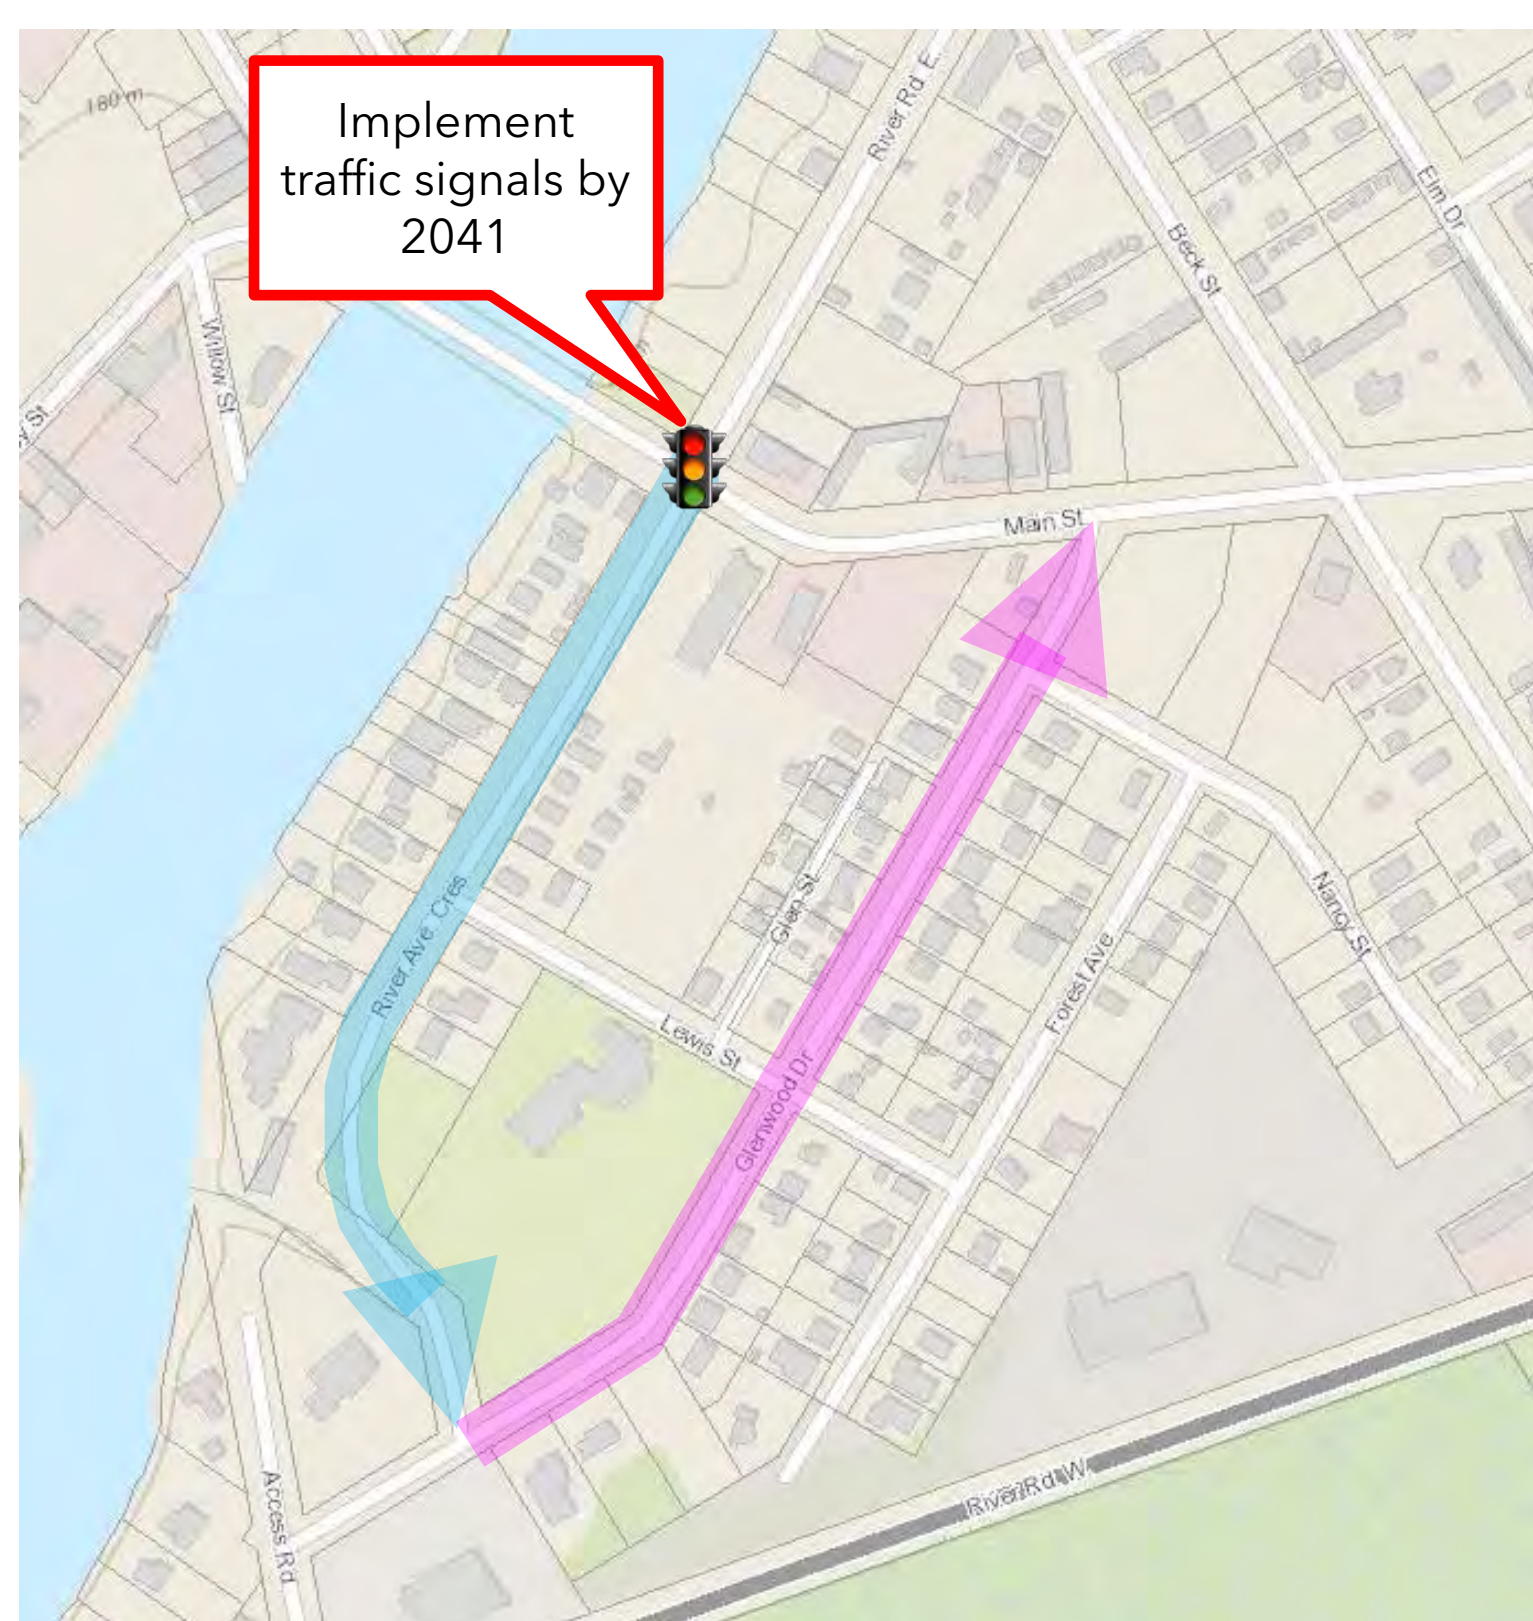 Implement
traffic signals by
2041
180 m
River Rd. E.
Elm Dr
Beck St
Willow St
y St
Main St
River Ave. Cres
Glen St
Nancy St
Forest Ave
Lewis St
Glenwood Dr
Access Rd
River Rd. W.